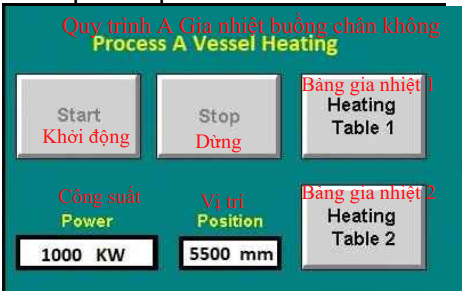 Quy trình A Gia nhiệt buồng chân không
Process A Vessel Heating
Start
Khởi động
Stop
Dừng
Bảng gia nhiệt 1
Heating
Table 1
Công suất
Power
1000 KW
Vị trí
Position
5500 mm
Bảng gia nhiệt 2
Heating
Table 2